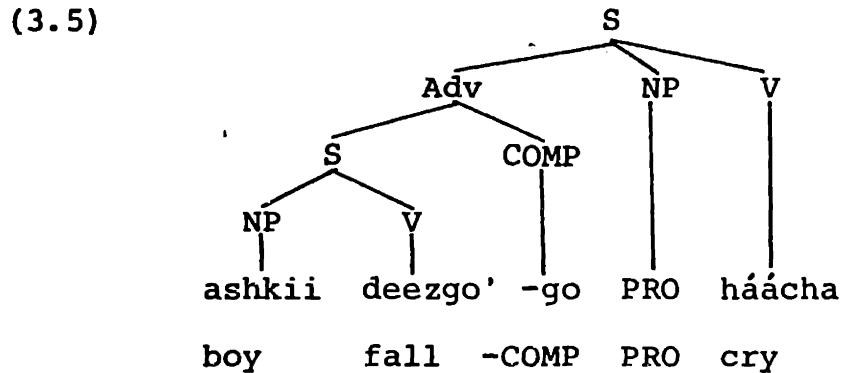 (3.5) S
Adv NP V
S COMP
NP V
ashkii deezgo' -go PRO háácha
boy fall -COMP PRO cry